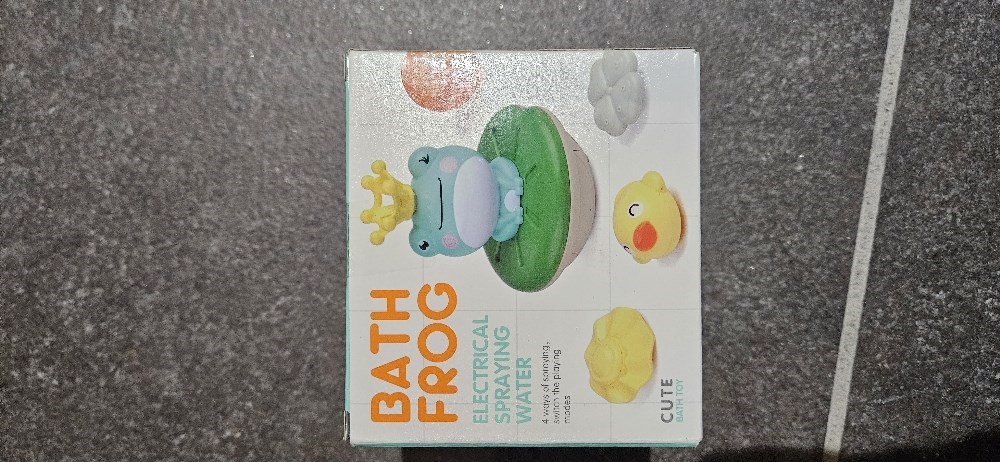 BATH
FROG
ELECTRICAL
SPRAYING
WATER
4 ways of spraying,
switch the playing
modes
CUTE
BATH TOY